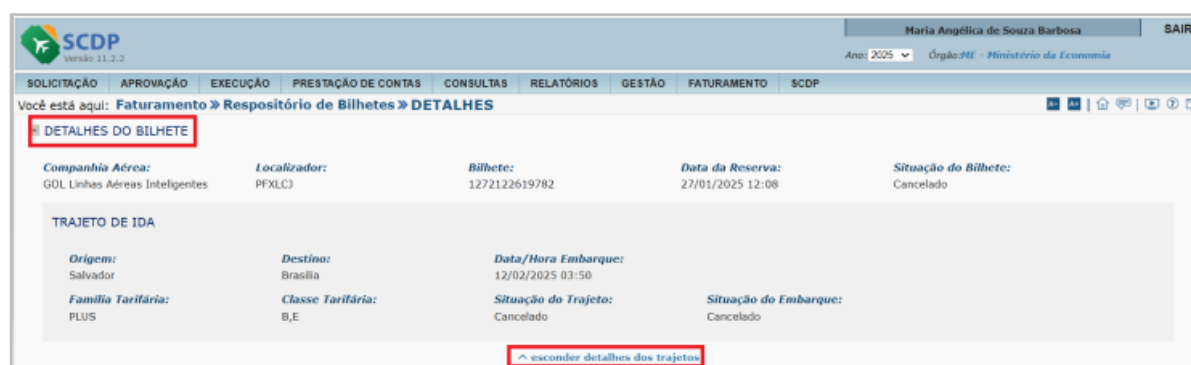 SCDP
Versão 11.2.2
Maria Angélica de Souza Barbosa
SAIR
Ano: 2025 Órgão:ME - Ministério da Economia
SOLICITAÇÃO APROVAÇÃO EXECUÇÃO PRESTAÇÃO DE CONTAS CONSULTAS RELATÓRIOS GESTÃO FATURAMENTO SCDP
Você está aqui: Faturamento » Respositório de Bilhetes » DETALHES
DETALHES DO BILHETE
Companhia Aérea: Localizador: Bilhete: Data da Reserva: Situação do Bilhete:
GOL Linhas Aéreas Inteligentes PFXLCJ 1272122619782 27/01/2025 12:08 Cancelado
TRAJETO DE IDA
Origem: Destino: Data/Hora Embarque:
Salvador Brasília 12/02/2025 03:50
Família Tarifária: Classe Tarifária: Situação do Trajeto: Situação do Embarque:
PLUS B,E Cancelado Cancelado
^ esconder detalhes dos trajetos